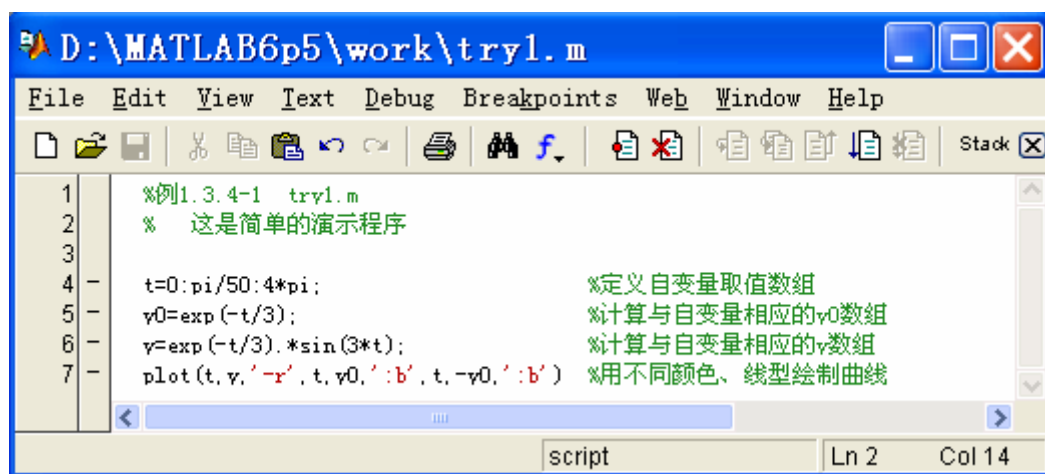 D:\MATLAB6p5\work\try1.m
File Edit View Text Debug Breakpoints Web Window Help
Stack
1 %例1.3.4-1 try1.m
2 % 这是简单的演示程序
3
4 - t=0:pi/50:4*pi; %定义自变量取值数组
5 - y0=exp(-t/3); %计算与自变量相应的y0数组
6 - y=exp(-t/3).*sin(3*t); %计算与自变量相应的y数组
7 - plot(t,y,'-r',t,y0,':b',t,-y0,':b') %用不同颜色、线型绘制曲线
script Ln 2 Col 14